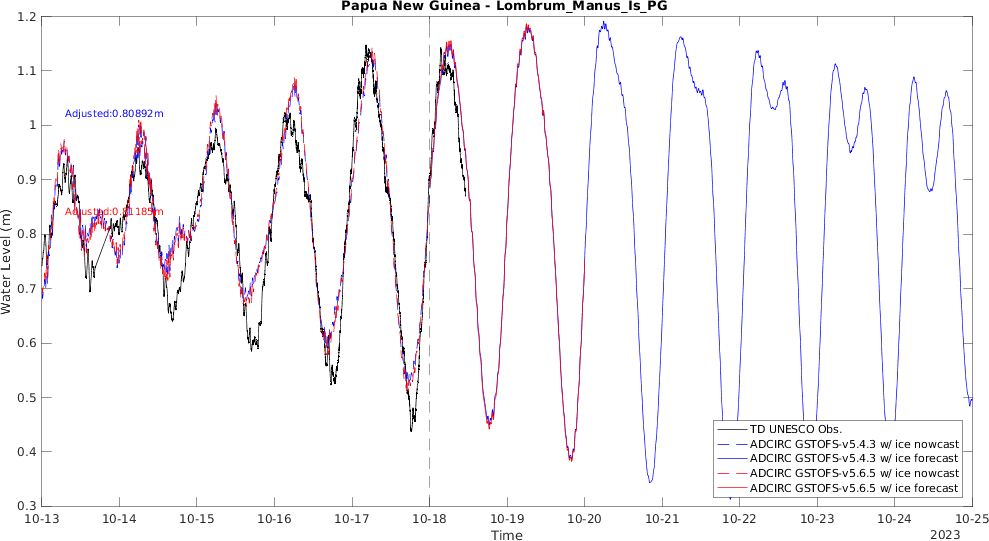 Papua New Guinea - Lombrum_Manus_Is_PG
1.2
1.1
1
0.9
0.8
0.7
0.6
0.5
0.4
0.3
Water Level (m)
Adjusted:0.80892m
Adjusted:0.81185m
TD UNESCO Obs.
ADCIRC GSTOFS-v5.4.3 w/ ice nowcast
ADCIRC GSTOFS-v5.4.3 w/ ice forecast
ADCIRC GSTOFS-v5.6.5 w/ ice nowcast
ADCIRC GSTOFS-v5.6.5 w/ ice forecast
10-13 10-14 10-15 10-16 10-17 10-18 10-19 10-20 10-21 10-22 10-23 10-24 10-25
Time
2023